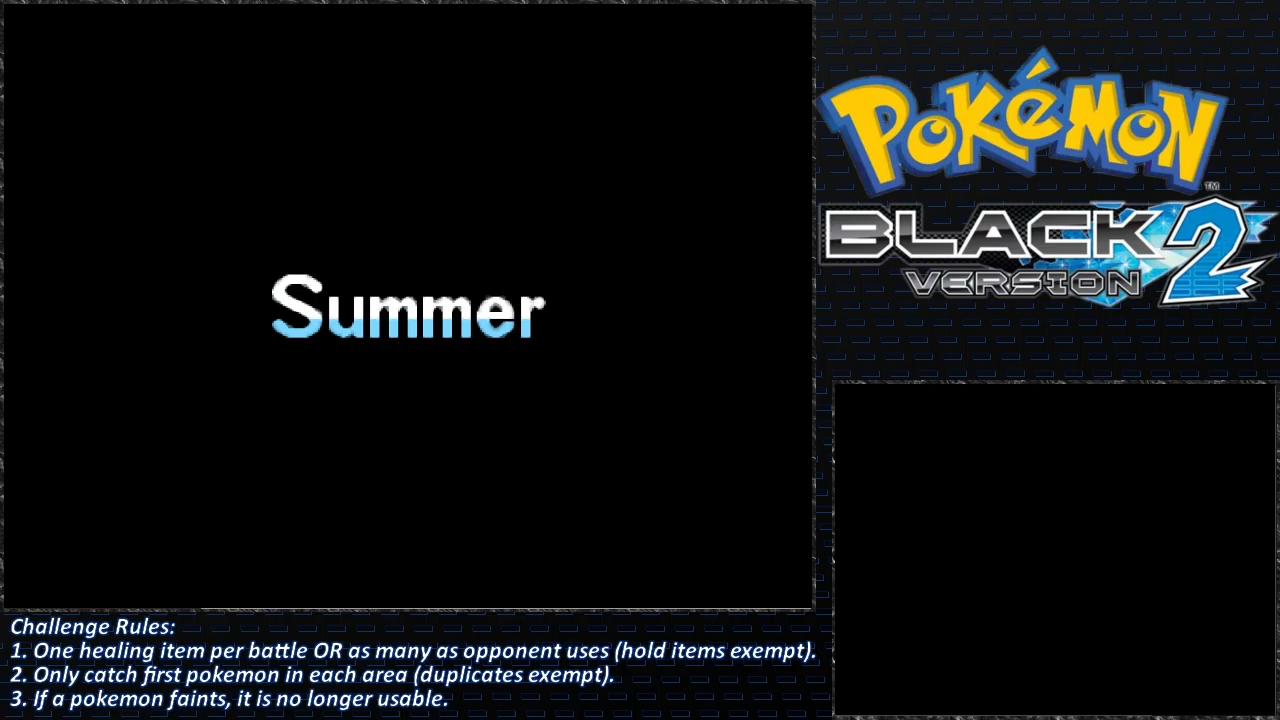 Summer
POKéMON
TM
BLACK 2
VERSION
Challenge Rules:
1. One healing item per battle OR as many as opponent uses (hold items exempt).
2. Only catch first pokemon in each area (duplicates exempt).
3. If a pokemon faints, it is no longer usable.